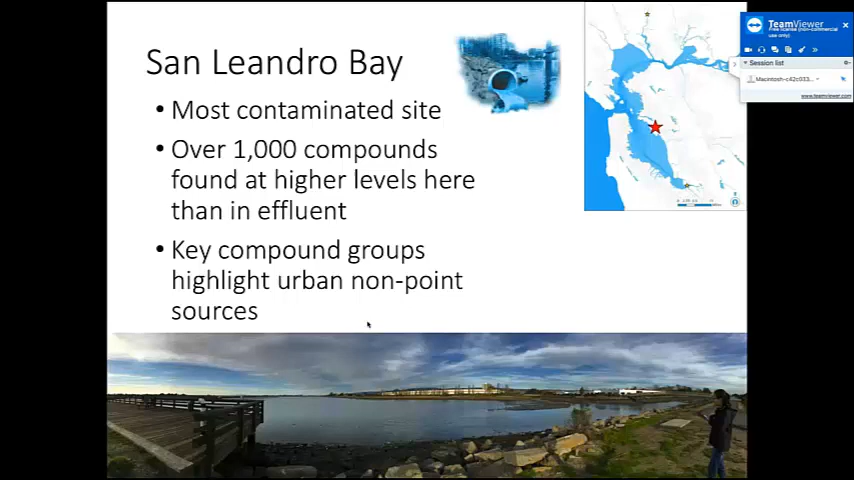 San Leandro Bay
• Most contaminated site
• Over 1,000 compounds
found at higher levels here
than in effluent
• Key compound groups
highlight urban non-point
sources
TeamViewer
Free license (non-commercial
use only)
Session list
Macintosh-c42c033...
www.teamviewer.com